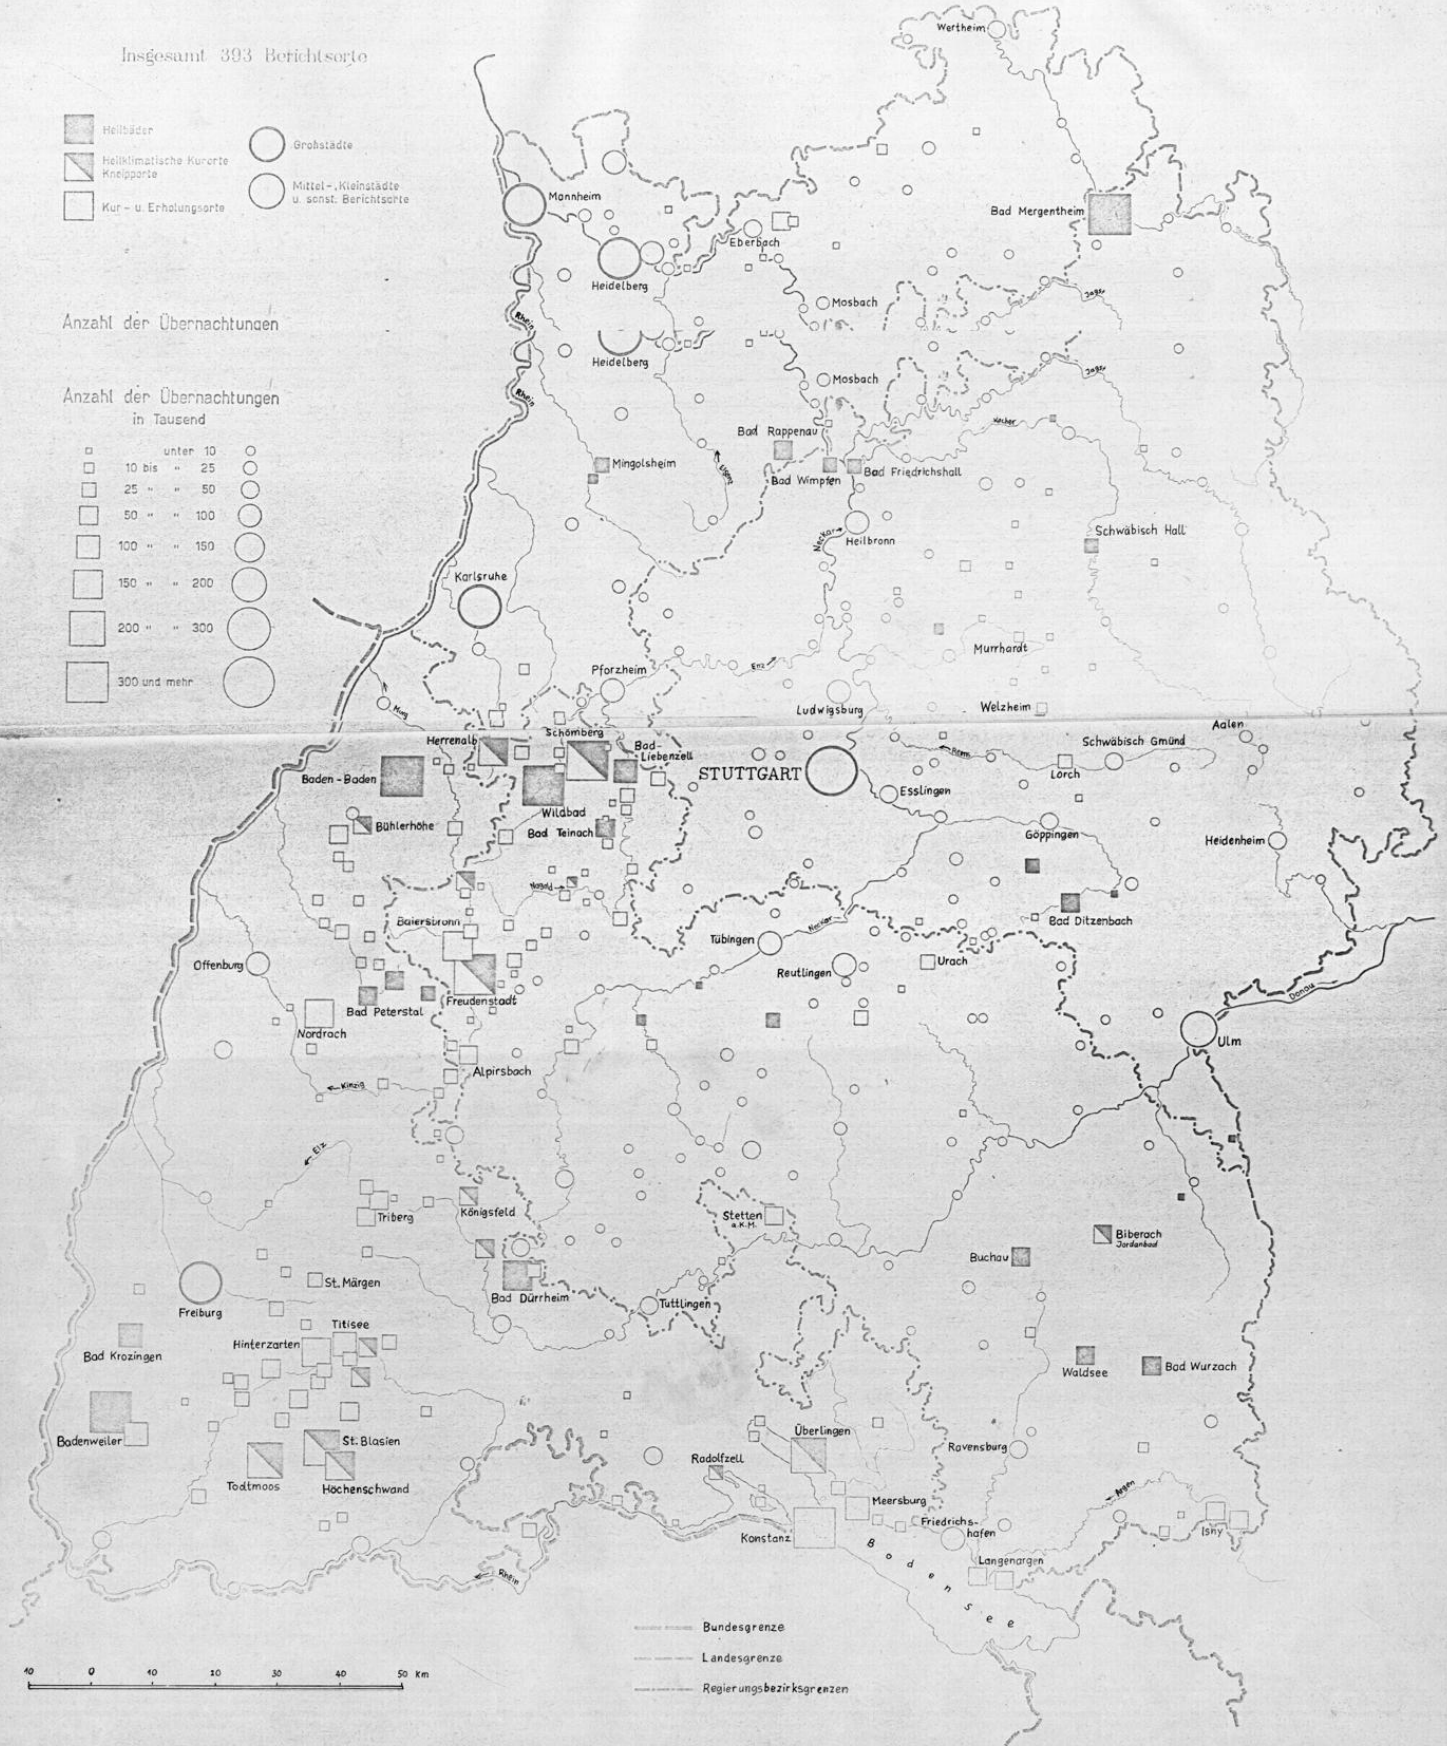 Insgesamt 393 Berichtsorte
Heilbäder
Heilklimatische Kurorte
Kneipporte
Kur- u. Erholungsorte
Großstädte
Mittel-, Kleinstädte
u. sonst. Berichtsorte
Anzahl der Übernachtungen
Anzahl der Übernachtungen
in Tausend
unter 10
10 bis " 25
25 " " 50
50 " " 100
100 " " 150
150 " " 200
200 " " 300
300 und mehr
Wertheim
Mannheim
Bad Mergentheim
Eberbach
Heidelberg
Mosbach
Jagst
Rhein
Heidelberg
Mosbach
Jagst
Rhein
Kocher
Bad Rappenau
Mingolsheim
Bad Wimpfen
Bad Friedrichshall
Neckar
Heilbronn
Schwäbisch Hall
Karlsruhe
Murrhardt
Pforzheim
Enz
Murg
Ludwigsburg
Welzheim
Aalen
Herrenalb
Schömberg
Bad-
Liebenzell
Rems
Schwäbisch Gmünd
Baden-Baden
STUTTGART
Lorch
Esslingen
Wildbad
Bühlerhöhe
Bad Teinach
Göppingen
Heidenheim
Nagold
Baiersbronn
Bad Ditzenbach
Neckar
Tübingen
Offenburg
Reutlingen
Urach
Freudenstadt
Bad Peterstal
Donau
Nordrach
Ulm
Alpirsbach
Kinzig
Elz
Königsfeld
Triberg
Stetten
a.K.M.
Biberach
Jordanbad
Buchau
St. Märgen
Bad Dürrheim
Tuttlingen
Freiburg
Titisee
Hinterzarten
Bad Krozingen
Waldsee
Bad Wurzach
Überlingen
Badenweiler
St. Blasien
Ravensburg
Radolfzell
Todtmoos
Höchenschwand
Argen
Meersburg
Konstanz
Friedrichs-
hafen
Isny
Bodensee
Langenargen
Rhein
Bundesgrenze
Landesgrenze
Regierungsbezirksgrenzen
10 0 10 20 30 40 50 Km